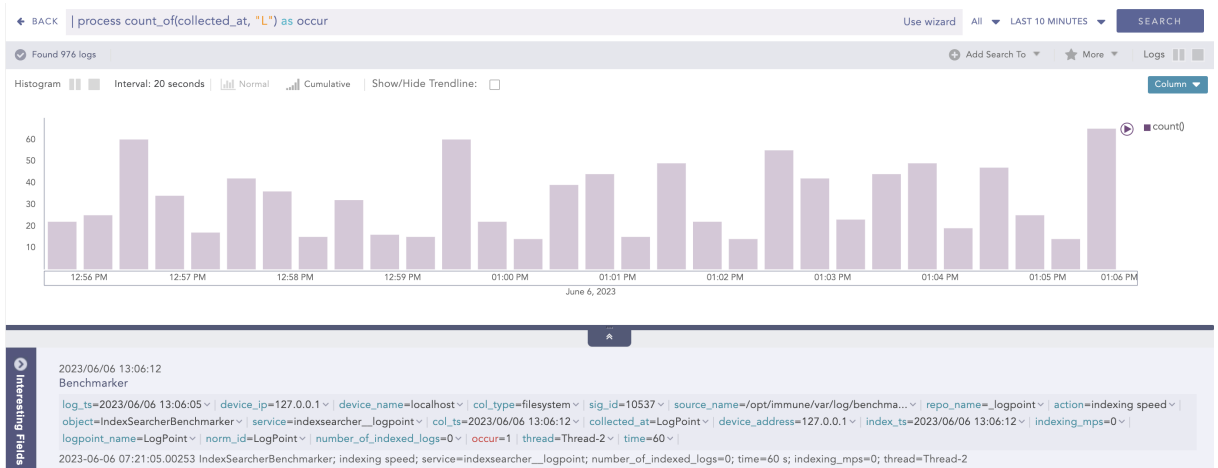 BACK | process count_of(collected_at, "L") as occur Use wizard All LAST 10 MINUTES SEARCH
Found 976 logs Add Search To More Logs
Histogram Interval: 20 seconds Normal Cumulative Show/Hide Trendline: Column
count()
60
50
40
30
20
10
12:56 PM 12:57 PM 12:58 PM 12:59 PM 01:00 PM 01:01 PM 01:02 PM 01:03 PM 01:04 PM 01:05 PM 01:06 PM
June 6, 2023
Interesting Fields
2023/06/06 13:06:12
Benchmarker
log_ts=2023/06/06 13:06:05 | device_ip=127.0.0.1 | device_name=localhost | col_type=filesystem | sig_id=10537 | source_name=/opt/immune/var/log/benchma... | repo_name=_logpoint | action=indexing speed |
object=IndexSearcherBenchmarker | service=indexsearcher__logpoint | col_ts=2023/06/06 13:06:12 | collected_at=LogPoint | device_address=127.0.0.1 | index_ts=2023/06/06 13:06:12 | indexing_mps=0 |
logpoint_name=LogPoint | norm_id=LogPoint | number_of_indexed_logs=0 | occur=1 | thread=Thread-2 | time=60 |
2023-06-06 07:21:05.00253 IndexSearcherBenchmarker; indexing speed; service=indexsearcher__logpoint; number_of_indexed_logs=0; time=60 s; indexing_mps=0; thread=Thread-2